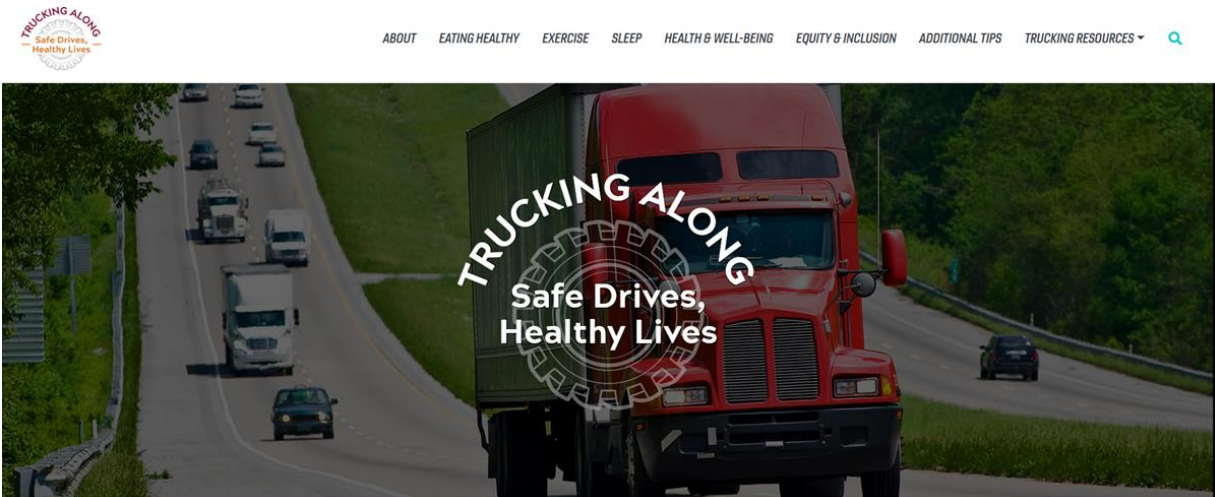 TRUCKING ALONG
Safe Drives,
Healthy Lives
ABOUT EATING HEALTHY EXERCISE SLEEP HEALTH & WELL-BEING EQUITY & INCLUSION ADDITIONAL TIPS TRUCKING RESOURCES
TRUCKING ALONG
Safe Drives,
Healthy Lives